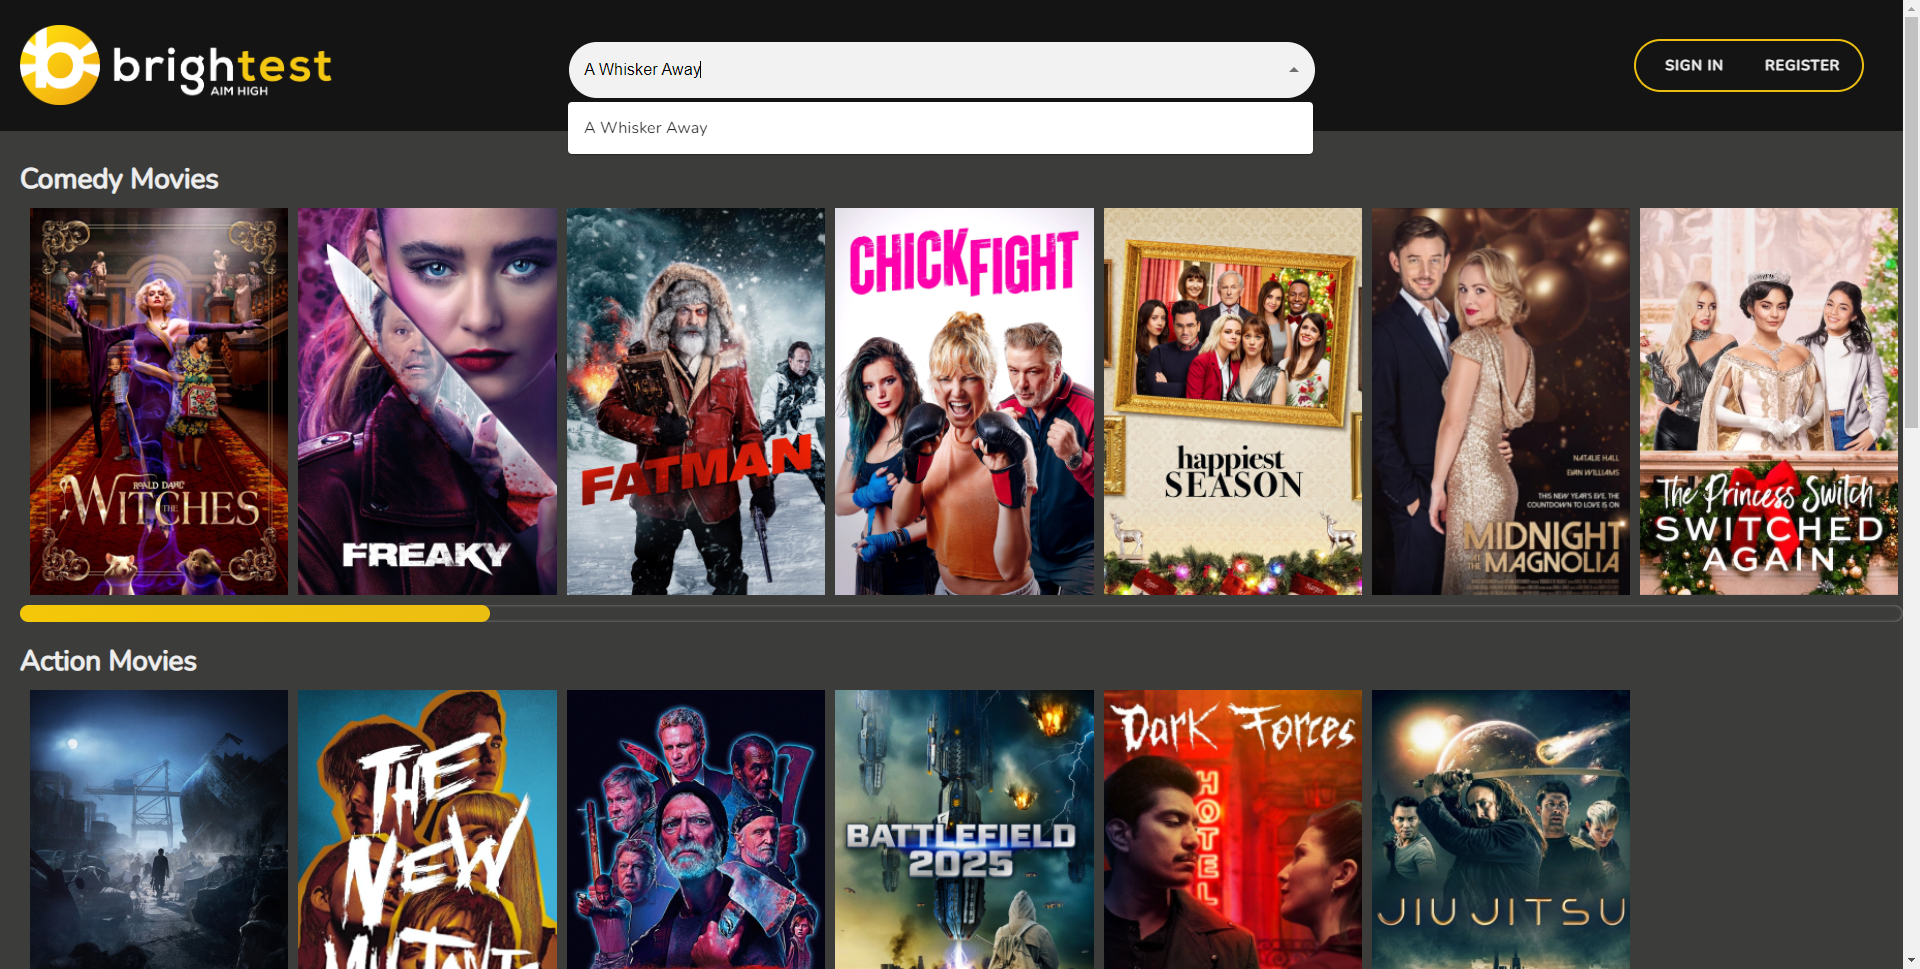 brightest
AIM HIGH
A Whisker Away
SIGN IN
REGISTER
A Whisker Away
Comedy Movies
ROALD DAHL'
THE WITCHES
FREAKY
FATMAN
CHICKFIGHT
happiest
SEASON
NATALIE HALL
EVAN WILLIAMS
THIS NEW YEAR'S EVE, THE
COUNTDOWN TO LOVE IS ON
MIDNIGHT
AT THE MAGNOLIA
The Princess Switch
SWITCHED
AGAIN
Action Movies
THE
NEW
MUTANTS
BATTLEFIELD
2025
Dark Forces
HOTEL
JIU JITSU